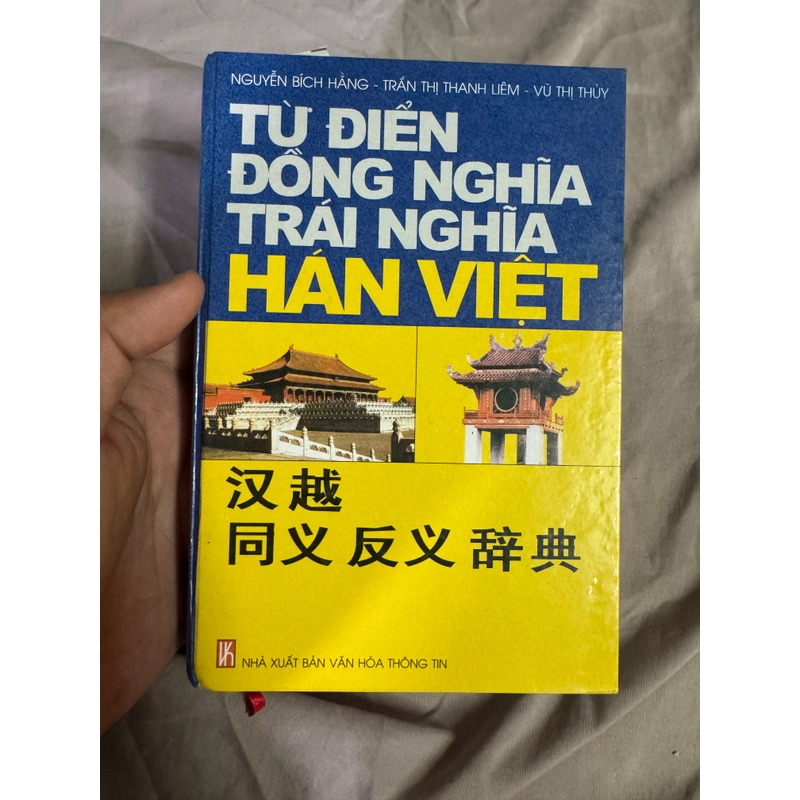 NGUYỄN BÍCH HẰNG - TRẦN THỊ THANH LIÊM - VŨ THỊ THỦY
TỪ ĐIỂN
ĐỒNG NGHĨA
TRÁI NGHĨA
HÁN VIỆT
汉越
同义 反义 辞典
NHÀ XUẤT BẢN VĂN HÓA THÔNG TIN